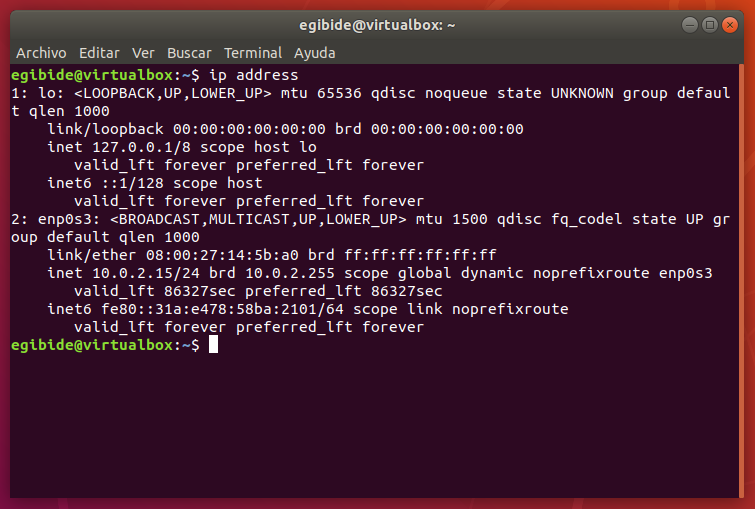 egibide@virtualbox: ~
Archivo Editar Ver Buscar Terminal Ayuda
egibide@virtualbox:~$ ip address
1: lo: <LOOPBACK,UP,LOWER_UP> mtu 65536 qdisc noqueue state UNKNOWN group defaul
t qlen 1000
    link/loopback 00:00:00:00:00:00 brd 00:00:00:00:00:00
    inet 127.0.0.1/8 scope host lo
       valid_lft forever preferred_lft forever
    inet6 ::1/128 scope host
       valid_lft forever preferred_lft forever
2: enp0s3: <BROADCAST,MULTICAST,UP,LOWER_UP> mtu 1500 qdisc fq_codel state UP gr
oup default qlen 1000
    link/ether 08:00:27:14:5b:a0 brd ff:ff:ff:ff:ff:ff
    inet 10.0.2.15/24 brd 10.0.2.255 scope global dynamic noprefixroute enp0s3
       valid_lft 86327sec preferred_lft 86327sec
    inet6 fe80::31a:e478:58ba:2101/64 scope link noprefixroute
       valid_lft forever preferred_lft forever
egibide@virtualbox:~$